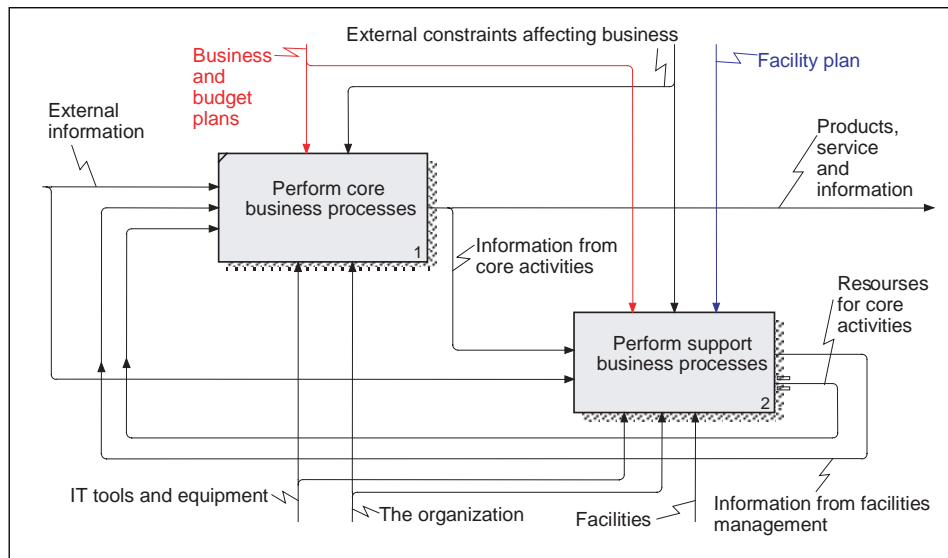 External constraints affecting business
Business
and
budget
plans
Facility plan
External
information
Products,
service
and
information
Perform core
business processes
1
Information from
core activities
Resourses
for core
activities
Perform support
business processes
2
IT tools and equipment
The organization
Facilities
Information from facilities
management